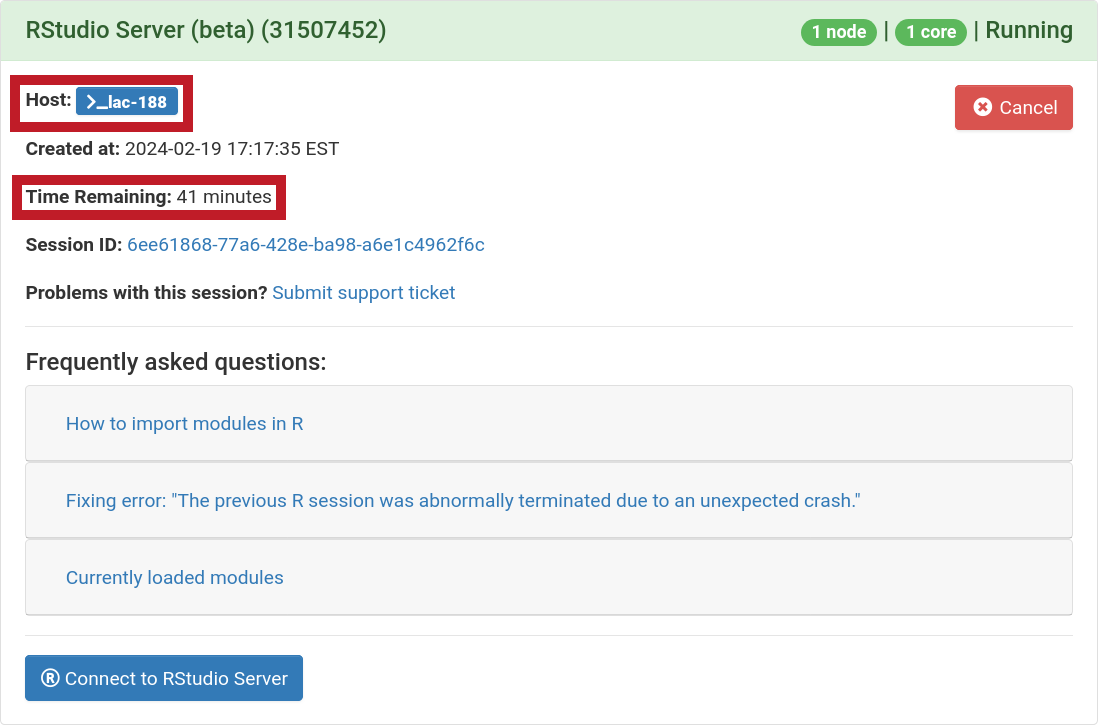 RStudio Server (beta) (31507452)
1 node | 1 core | Running
Host: >_lac-188
Cancel
Created at: 2024-02-19 17:17:35 EST
Time Remaining: 41 minutes
Session ID: 6ee61868-77a6-428e-ba98-a6e1c4962f6c
Problems with this session? Submit support ticket
Frequently asked questions:
How to import modules in R
Fixing error: "The previous R session was abnormally terminated due to an unexpected crash."
Currently loaded modules
® Connect to RStudio Server